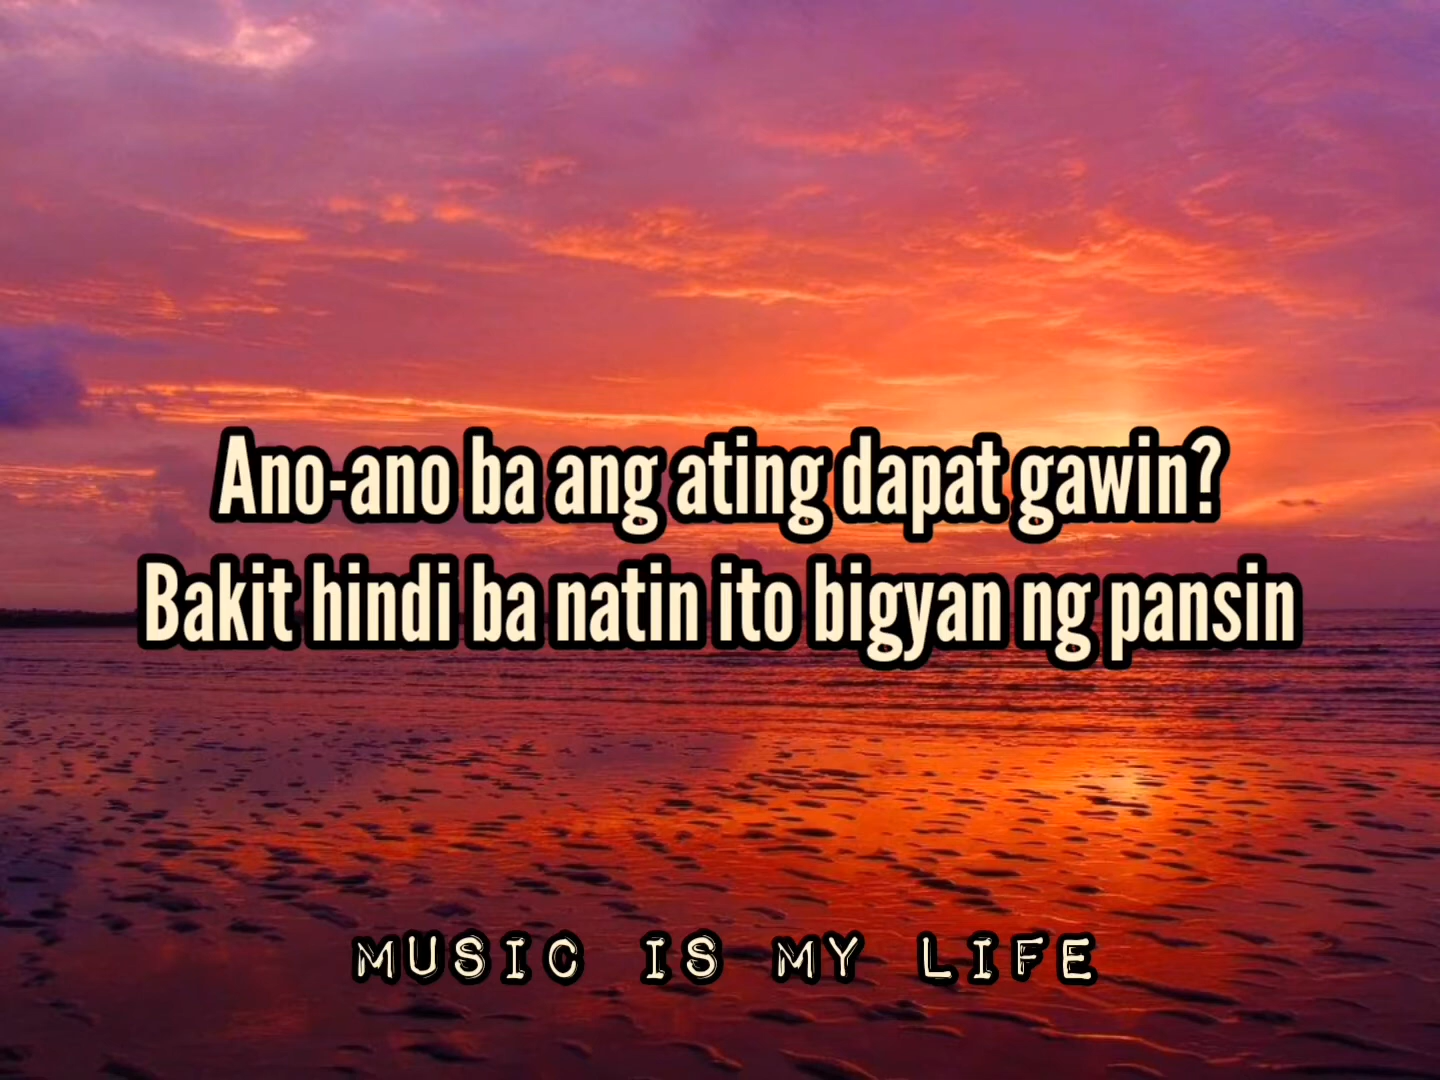 Ano-ano ba ang ating dapat gawin?
Bakit hindi ba natin ito bigyan ng pansin
MUSIC IS MY LIFE